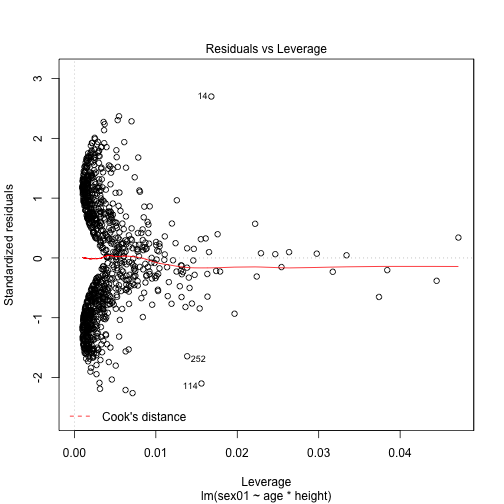 Residuals vs Leverage
Standardized residuals
3
2
1
0
-1
-2
14
252
114
Cook's distance
0.00
0.01
0.02
0.03
0.04
Leverage
lm(sex01 ~ age * height)